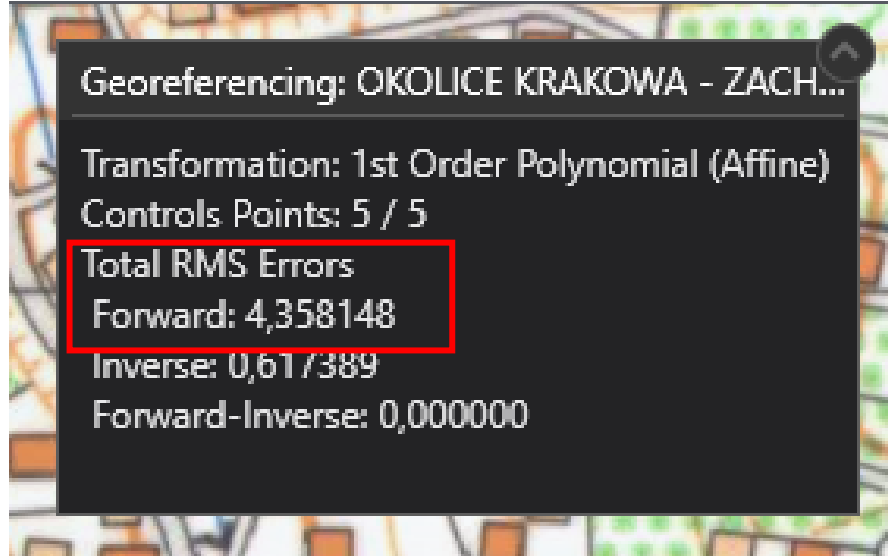 Georeferencing: OKOLICE KRAKOWA - ZACH...
Transformation: 1st Order Polynomial (Affine)
Controls Points: 5 / 5
Total RMS Errors
Forward: 4,358148
Inverse: 0,617389
Forward-Inverse: 0,000000